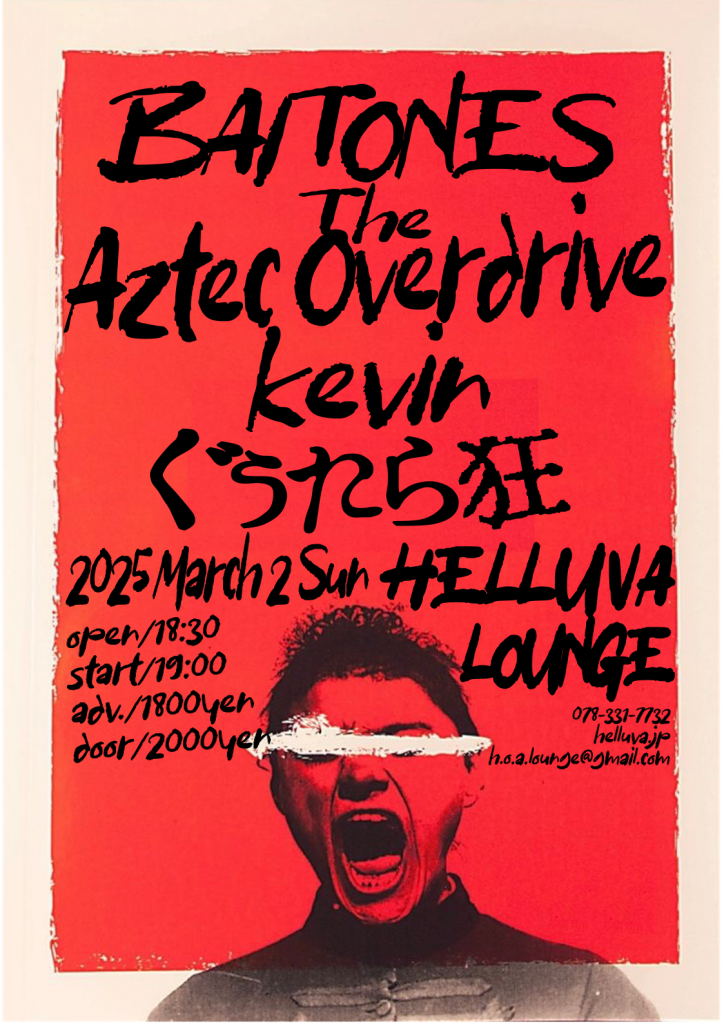 BAITONES
The
Aztec Overdrive
kevin
ぐうたら狂
2025 March 2 Sun HELLUVA
LOUNGE
open/18:30
start/19:00
adv./1800yen
door/2000yen
078-331-7732
helluva.jp
h.o.a.lounge@gmail.com